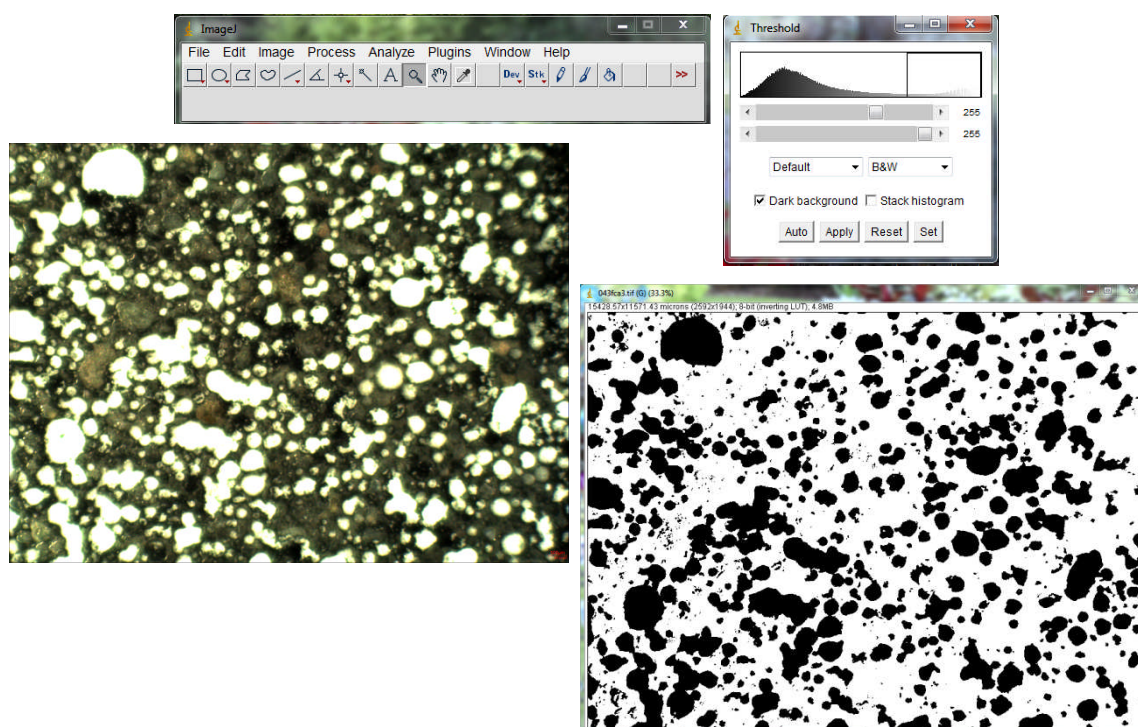 ImageJ
File Edit Image Process Analyze Plugins Window Help
A Dev Stk >>
Threshold
255
255
Default B&W
Dark background Stack histogram
Auto Apply Reset Set
043fca3.tif (G) (33.3%)
15428.57x11571.43 microns (2592x1944); 8-bit (inverting LUT); 4.8MB